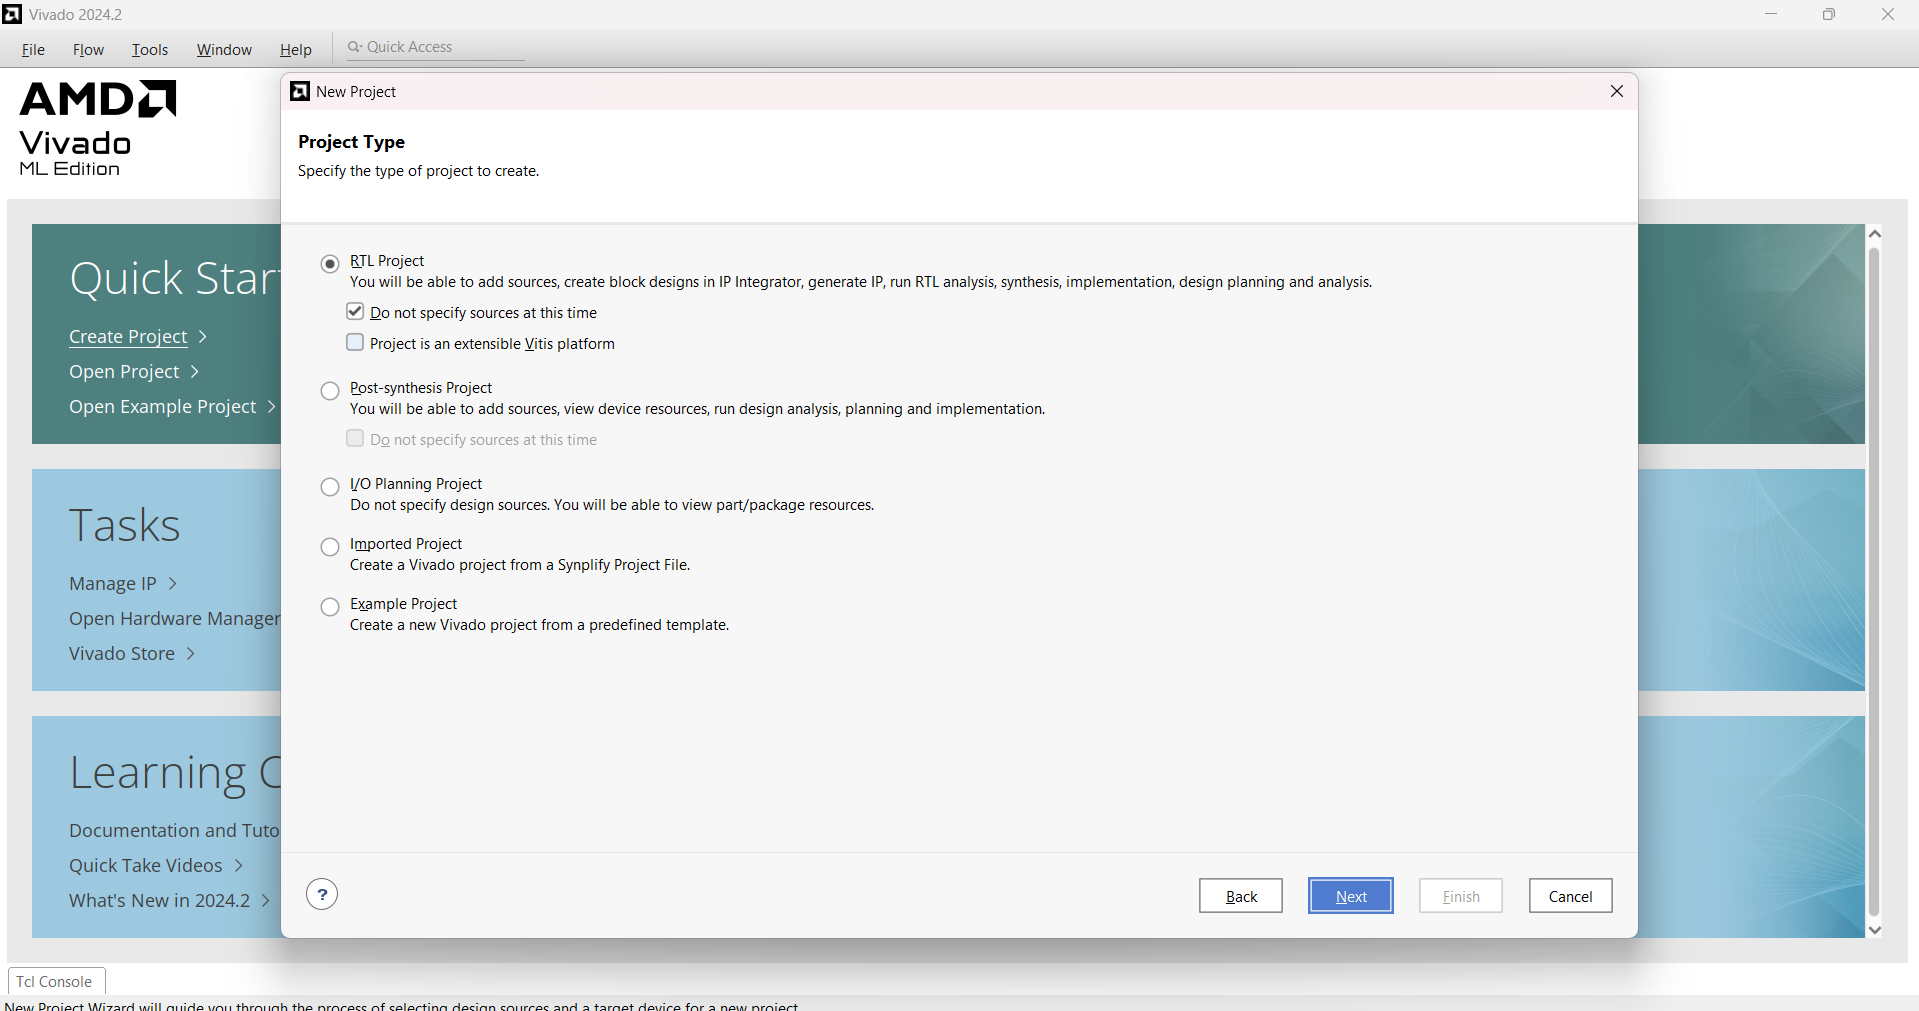 Vivado 2024.2
File Flow Tools Window Help Quick Access
AMD
Vivado
ML Edition
New Project
Project Type
Specify the type of project to create.
Quick Star
Create Project
Open Project
Open Example Project
RTL Project
You will be able to add sources, create block designs in IP Integrator, generate IP, run RTL analysis, synthesis, implementation, design planning and analysis.
Do not specify sources at this time
Project is an extensible Vitis platform
Post-synthesis Project
You will be able to add sources, view device resources, run design analysis, planning and implementation.
Do not specify sources at this time
Tasks
Manage IP
Open Hardware Manager
Vivado Store
I/O Planning Project
Do not specify design sources. You will be able to view part/package resources.
Imported Project
Create a Vivado project from a Synplify Project File.
Example Project
Create a new Vivado project from a predefined template.
Learning C
Documentation and Tuto
Quick Take Videos
What's New in 2024.2
?
Back Next Finish Cancel
Tcl Console
New Project Wizard will guide you through the process of selecting design sources and a target device for a new project